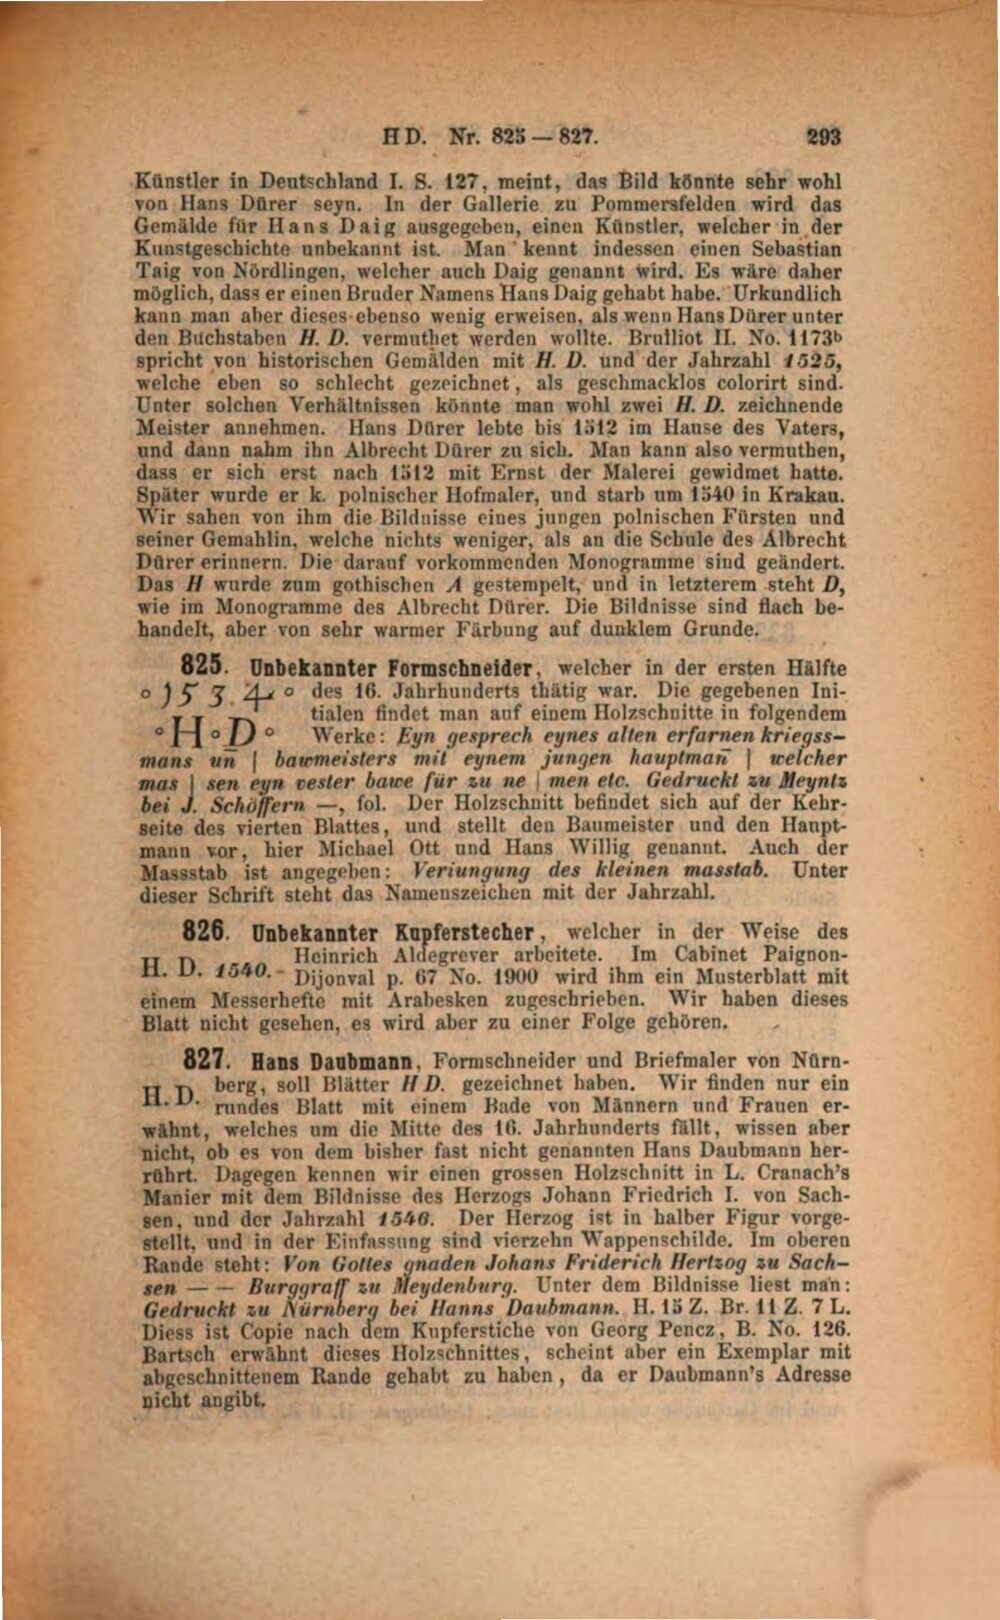 HD. Nr. 825 — 827. 293
Künstler in Deutschland I. S. 127, meint, das Bild könnte sehr wohl
von Hans Dürer seyn. In der Gallerie zu Pommersfelden wird das
Gemälde für Hans Daig ausgegeben, einen Künstler, welcher in der
Kunstgeschichte unbekannt ist. Man kennt indessen einen Sebastian
Taig von Nördlingen, welcher auch Daig genannt wird. Es wäre daher
möglich, dass er einen Bruder Namens Hans Daig gehabt habe. Urkundlich
kann man aber dieses ebenso wenig erweisen, als wenn Hans Dürer unter
den Buchstaben H. D. vermuthet werden wollte. Brulliot II. No. 1173b
spricht von historischen Gemälden mit H. D. und der Jahrzahl 1525,
welche eben so schlecht gezeichnet, als geschmacklos colorirt sind.
Unter solchen Verhältnissen könnte man wohl zwei H. D. zeichnende
Meister annehmen. Hans Dürer lebte bis 1512 im Hause des Vaters,
und dann nahm ihn Albrecht Dürer zu sich. Man kann also vermuthen,
dass er sich erst nach 1512 mit Ernst der Malerei gewidmet hatte.
Später wurde er k. polnischer Hofmaler, und starb um 1540 in Krakau.
Wir sahen von ihm die Bildnisse eines jungen polnischen Fürsten und
seiner Gemahlin, welche nichts weniger, als an die Schule des Albrecht
Dürer erinnern. Die darauf vorkommenden Monogramme sind geändert.
Das H wurde zum gothischen A gestempelt, und in letzterem steht D,
wie im Monogramme des Albrecht Dürer. Die Bildnisse sind flach be-
handelt, aber von sehr warmer Färbung auf dunklem Grunde.
825. Unbekannter Formschneider, welcher in der ersten Hälfte
° 1534 ° des 16. Jahrhunderts thätig war. Die gegebenen Ini-
tialen findet man auf einem Holzschnitte in folgendem
° H ° D ° Werke: Eyn gesprech eynes alten erfarnen kriegss-
mans un̄ | bawmeisters mit eynem jungen hauptman̄ | welcher
mas | sen eyn vester bawe für zu ne | men etc. Gedruckt zu Meyntz
bei J. Schöffern —, fol. Der Holzschnitt befindet sich auf der Kehr-
seite des vierten Blattes, und stellt den Baumeister und den Haupt-
mann vor, hier Michael Ott und Hans Willig genannt. Auch der
Massstab ist angegeben: Veriungung des kleinen masstab. Unter
dieser Schrift steht das Namenszeichen mit der Jahrzahl.
826. Unbekannter Kupferstecher, welcher in der Weise des
Heinrich Aldegrever arbeitete. Im Cabinet Paignon-
H. D. 1540. Dijonval p. 67 No. 1900 wird ihm ein Musterblatt mit
einem Messerhefte mit Arabesken zugeschrieben. Wir haben dieses
Blatt nicht gesehen, es wird aber zu einer Folge gehören.
827. Hans Daubmann, Formschneider und Briefmaler von Nürn-
H. D. berg, soll Blätter HD. gezeichnet haben. Wir finden nur ein
rundes Blatt mit einem Bade von Männern und Frauen er-
wähnt, welches um die Mitte des 16. Jahrhunderts fällt, wissen aber
nicht, ob es von dem bisher fast nicht genannten Hans Daubmann her-
rührt. Dagegen kennen wir einen grossen Holzschnitt in L. Cranach's
Manier mit dem Bildnisse des Herzogs Johann Friedrich I. von Sach-
sen, und der Jahrzahl 1546. Der Herzog ist in halber Figur vorge-
stellt, und in der Einfassung sind vierzehn Wappenschilde. Im oberen
Rande steht: Von Gottes gnaden Johans Friderich Hertzog zu Sach-
sen — — Burggraff zu Meydenburg. Unter dem Bildnisse liest man:
Gedruckt zu Nürnberg bei Hanns Daubmann. H. 15 Z. Br. 11 Z. 7 L.
Diess ist Copie nach dem Kupferstiche von Georg Pencz, B. No. 126.
Bartsch erwähnt dieses Holzschnittes, scheint aber ein Exemplar mit
abgeschnittenem Rande gehabt zu haben, da er Daubmann's Adresse
nicht angibt.